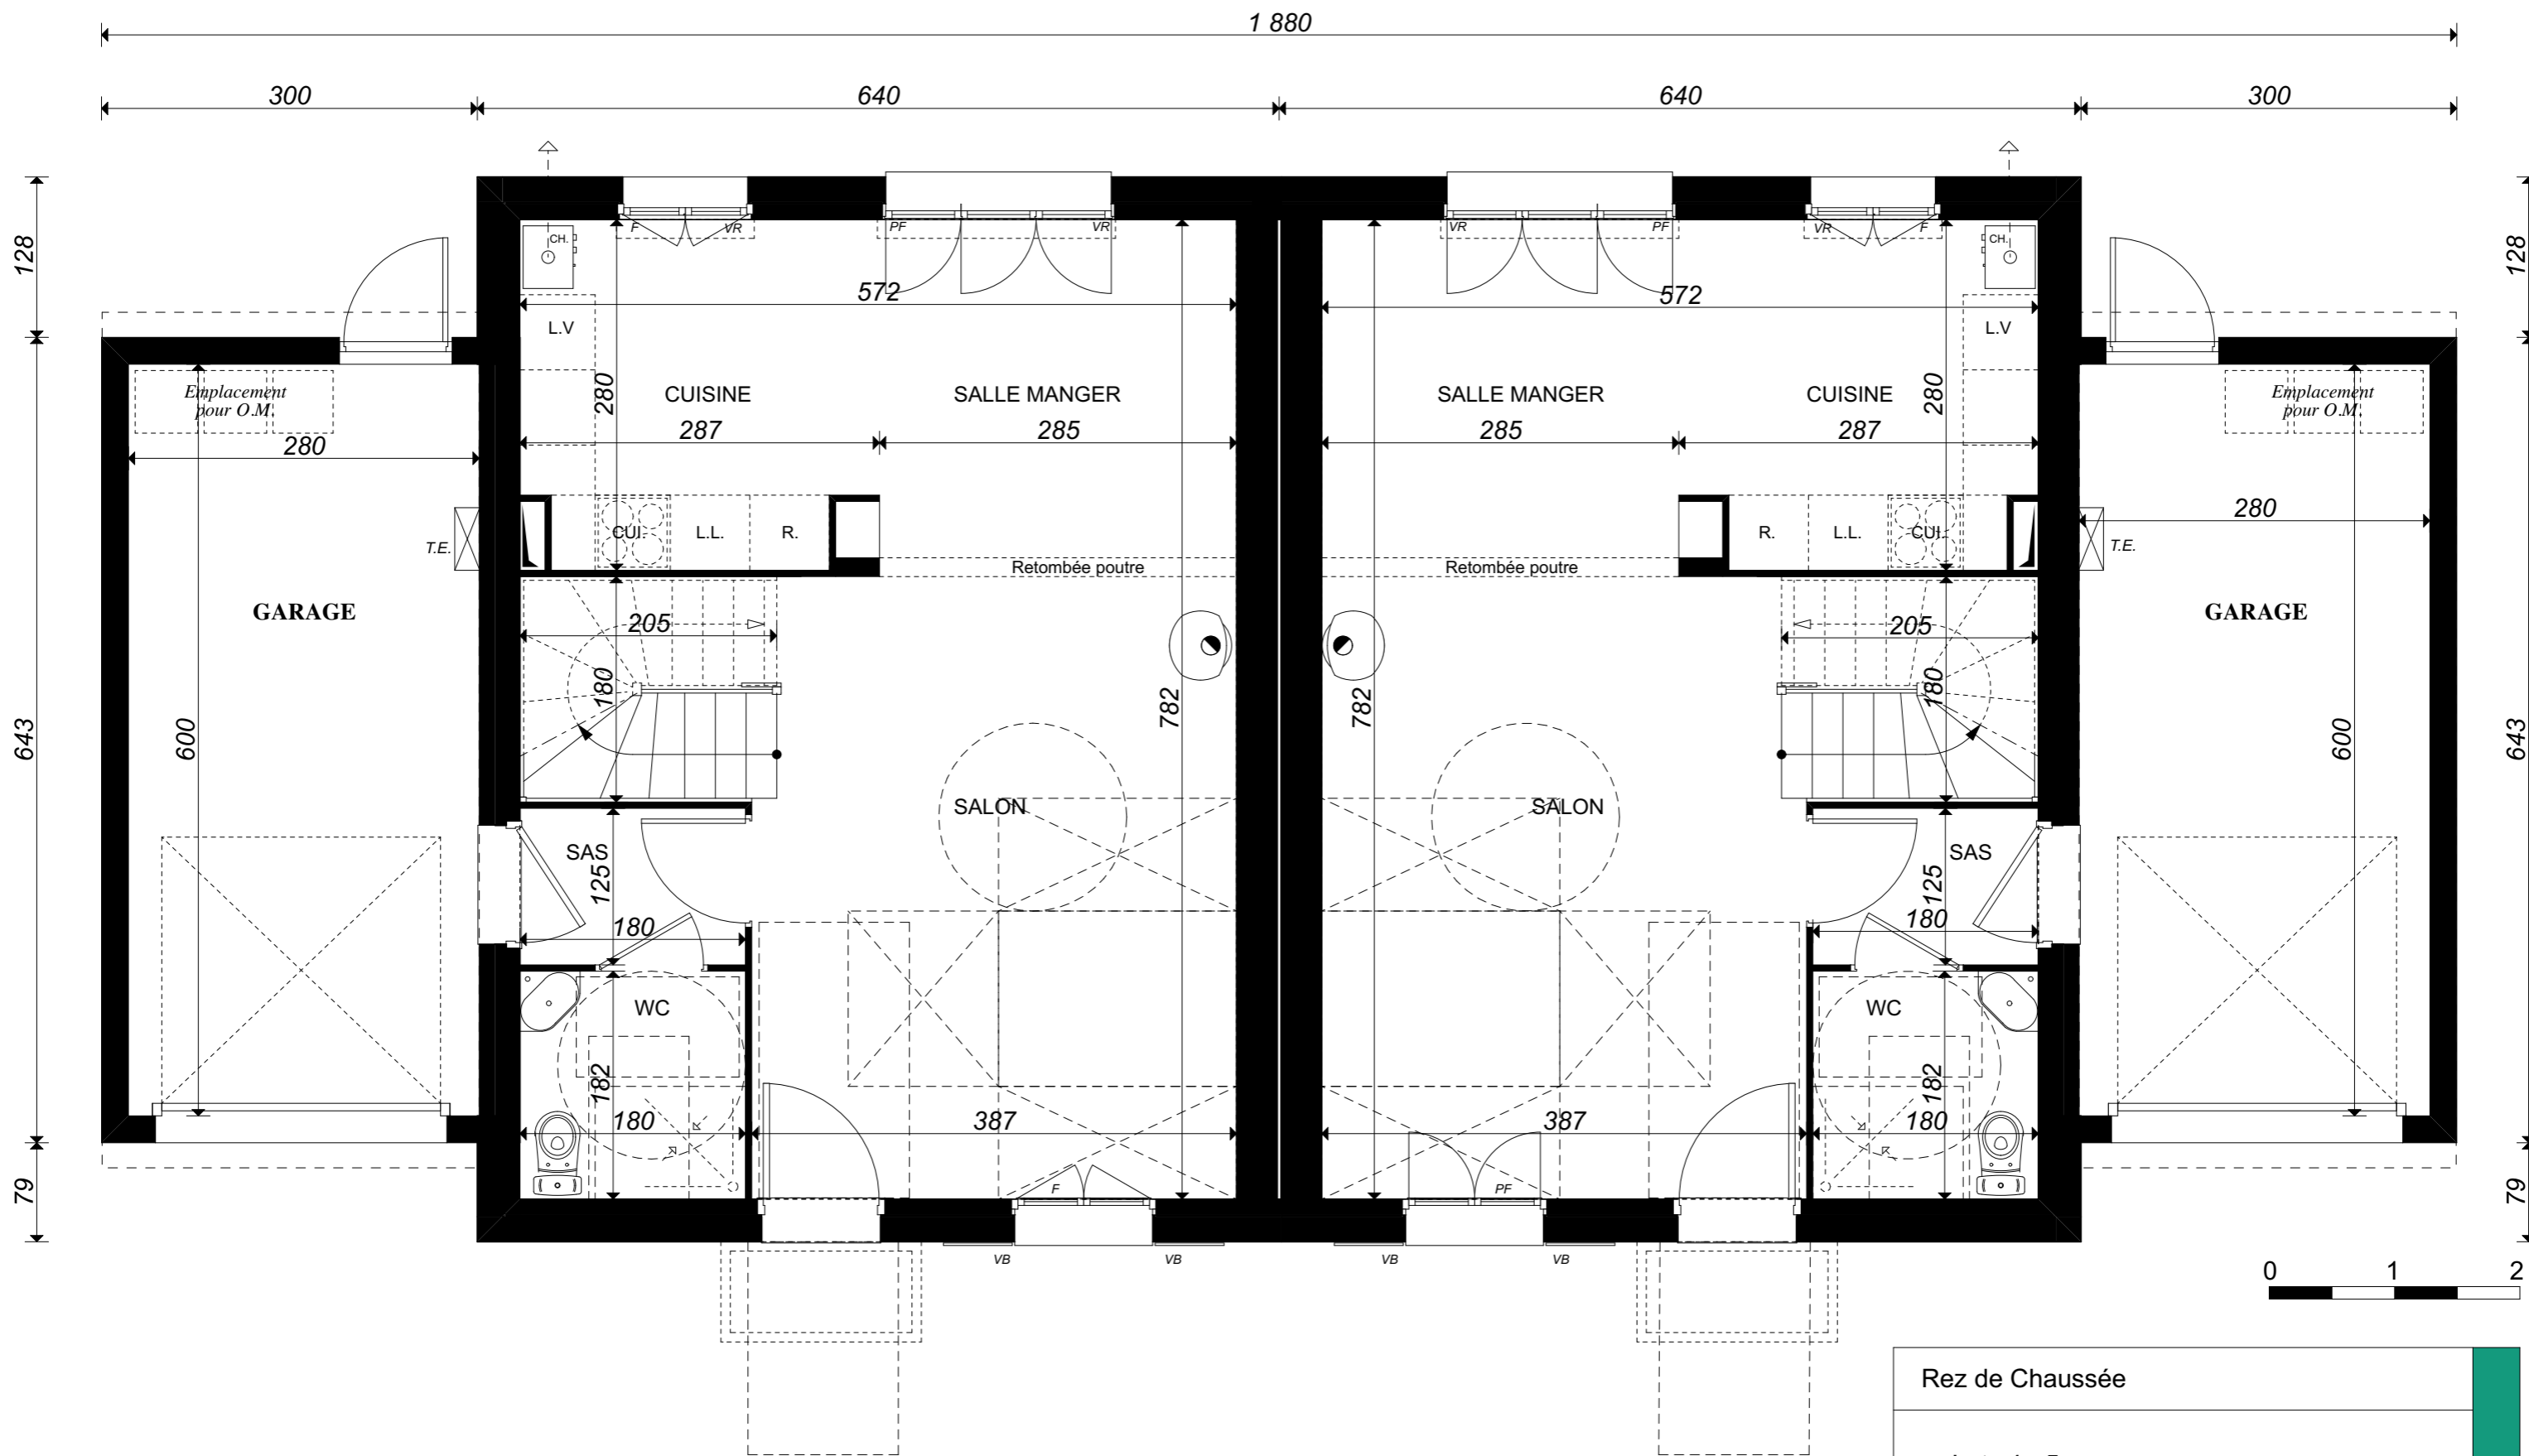 1 880
300
640
640
300
128
128
F
VR
PF
VR
VR
PF
VR
F
CH.
CH.
572
572
L.V
L.V
Emplacement
pour O.M.
Emplacement
pour O.M.
280
CUISINE
SALLE MANGER
SALLE MANGER
CUISINE
280
287
285
285
287
280
280
CUI.
L.L.
R.
R.
L.L.
CUI.
T.E.
T.E.
Retombée poutre
Retombée poutre
GARAGE
GARAGE
205
205
180
180
782
782
643
600
600
643
SALON
SALON
SAS
SAS
125
125
180
180
WC
WC
182
182
180
387
387
180
79
79
F
PF
VB
VB
VB
VB
0
1
2
Rez de Chaussée